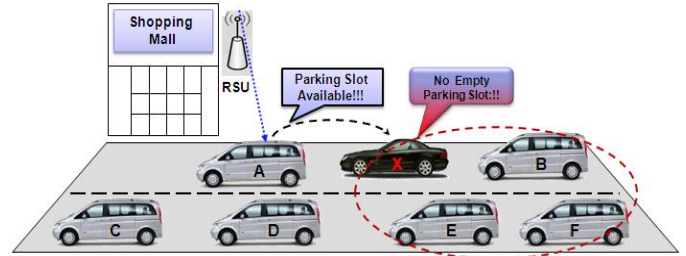 Shopping
Mall
RSU
Parking Slot
Available!!!
No Empty
Parking Slot!!
A
X
B
C
D
E
F